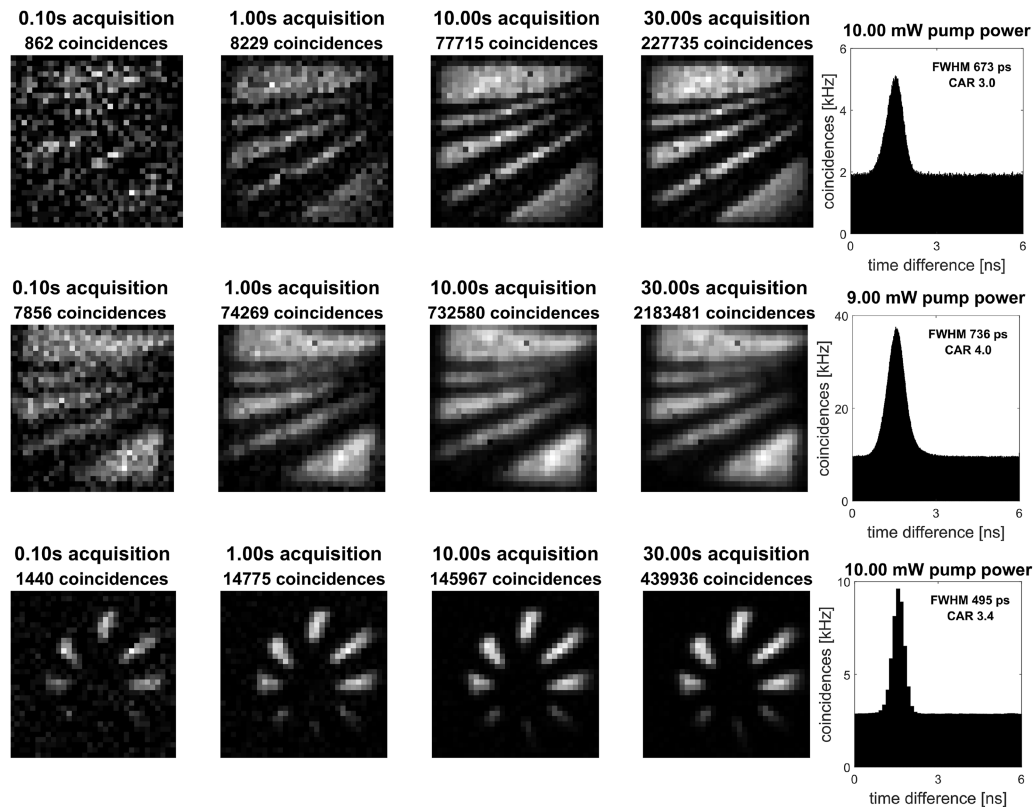 0.10s acquisition
862 coincidences
1.00s acquisition
8229 coincidences
10.00s acquisition
77715 coincidences
30.00s acquisition
227735 coincidences
10.00 mW pump power
FWHM 673 ps
CAR 3.0
coincidences [kHz]
6
4
2
0
0
3
6
time difference [ns]
0.10s acquisition
7856 coincidences
1.00s acquisition
74269 coincidences
10.00s acquisition
732580 coincidences
30.00s acquisition
2183481 coincidences
9.00 mW pump power
FWHM 736 ps
CAR 4.0
coincidences [kHz]
40
20
0
0
3
6
time difference [ns]
0.10s acquisition
1440 coincidences
1.00s acquisition
14775 coincidences
10.00s acquisition
145967 coincidences
30.00s acquisition
439936 coincidences
10.00 mW pump power
FWHM 495 ps
CAR 3.4
coincidences [kHz]
10
5
0
0
3
6
time difference [ns]